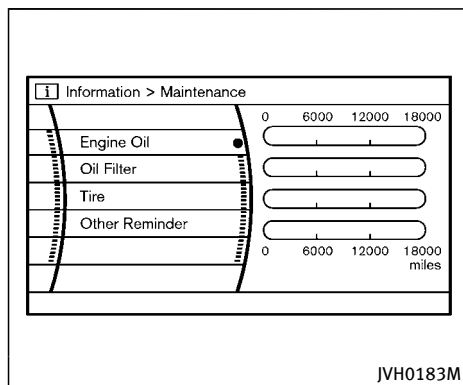 i Information > Maintenance
0 6000 12000 18000
Engine Oil
Oil Filter
Tire
Other Reminder
0 6000 12000 18000
miles
JVH0183M